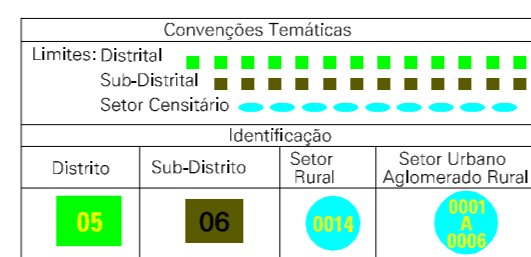 Convenções Temáticas
Limites: Distrital
Sub-Distrital
Setor Censitário
Identificação
Distrito
Sub-Distrito
Setor
Rural
Setor Urbano
Aglomerado Rural
05
06
0014
0001
A
0006